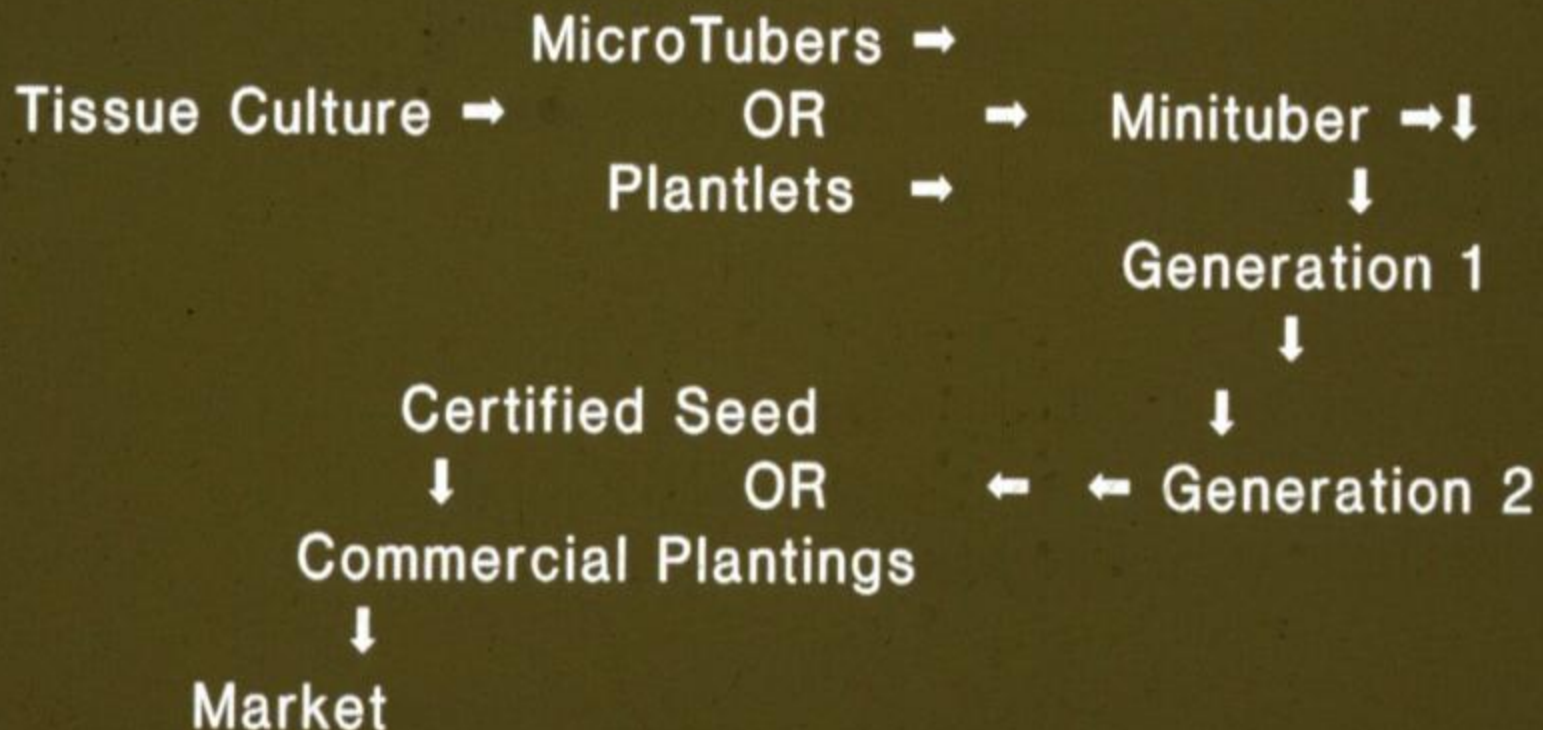 MicroTubers ➡
Tissue Culture ➡ OR ➡ Minituber ➡⬇
Plantlets ➡ ⬇
Generation 1
⬇
Certified Seed ⬇
⬇ OR ⬅ ⬅ Generation 2
Commercial Plantings
⬇
Market